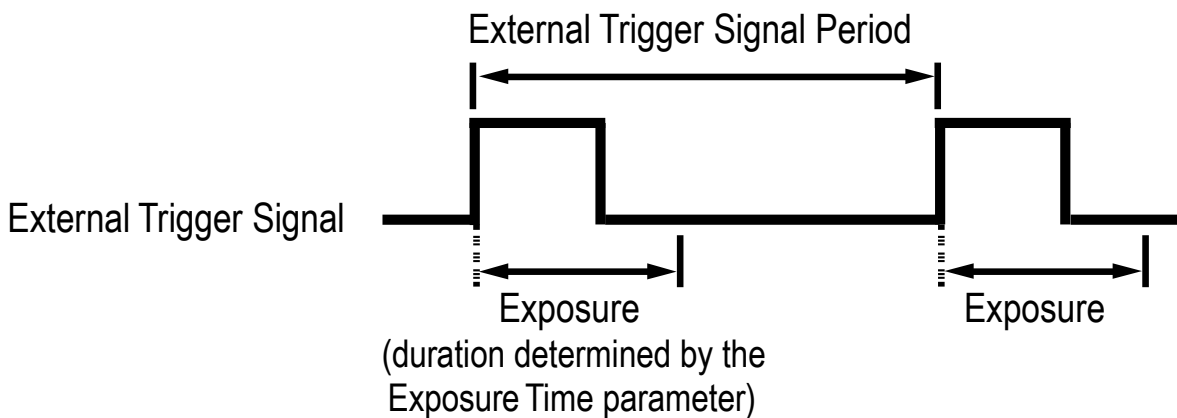 External Trigger Signal Period
External Trigger Signal
Exposure
(duration determined by the
Exposure Time parameter)
Exposure